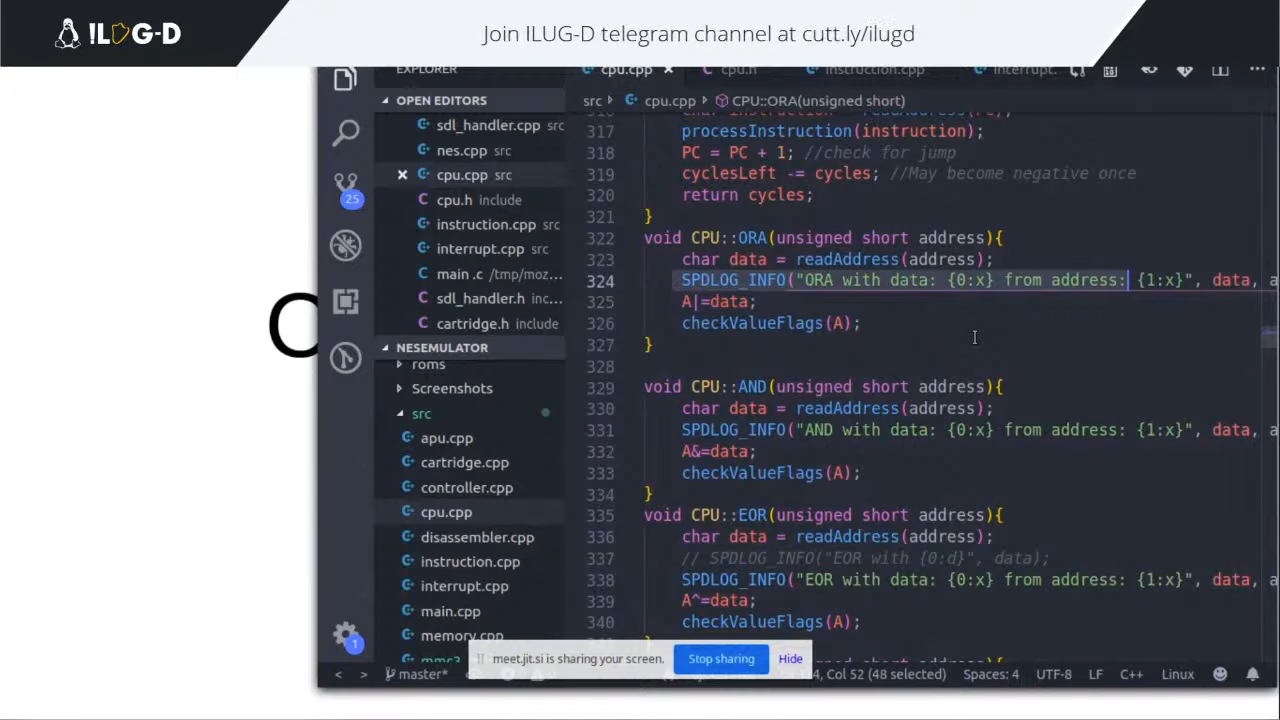 ILUG-D
Join ILUG-D telegram channel at cutt.ly/ilugd
EXPLORER
OPEN EDITORS
sdl_handler.cpp src
nes.cpp src
cpu.cpp src
cpu.h include
instruction.cpp src
interrupt.cpp src
main .c /tmp/moz...
sdl_handler.h inc...
cartridge.h include
NESEMULATOR
roms
Screenshots
src
apu.cpp
cartridge.cpp
controller.cpp
cpu.cpp
disassembler.cpp
instruction.cpp
interrupt.cpp
main.cpp
memory.cpp
mmc3
25
1
cpu.cpp
cpu.h
instruction.cpp
interrupt.
src cpu.cpp CPU::ORA(unsigned short)
317 processInstruction(instruction);
318 PC = PC + 1; //check for jump
319 cyclesLeft -= cycles; //May become negative once
320 return cycles;
321 }
322 void CPU::ORA(unsigned short address){
323 char data = readAddress(address);
324 SPDLOG_INFO("ORA with data: {0:x} from address: {1:x}", data, a
325 A|=data;
326 checkValueFlags(A);
327 }
328
329 void CPU::AND(unsigned short address){
330 char data = readAddress(address);
331 SPDLOG_INFO("AND with data: {0:x} from address: {1:x}", data, a
332 A&=data;
333 checkValueFlags(A);
334 }
335 void CPU::EOR(unsigned short address){
336 char data = readAddress(address);
337 // SPDLOG_INFO("EOR with {0:d}", data);
338 SPDLOG_INFO("EOR with data: {0:x} from address: {1:x}", data, a
339 A^=data;
340 checkValueFlags(A);
meet.jit.si is sharing your screen. Stop sharing Hide
master* Col 52 (48 selected) Spaces: 4 UTF-8 LF C++ Linux